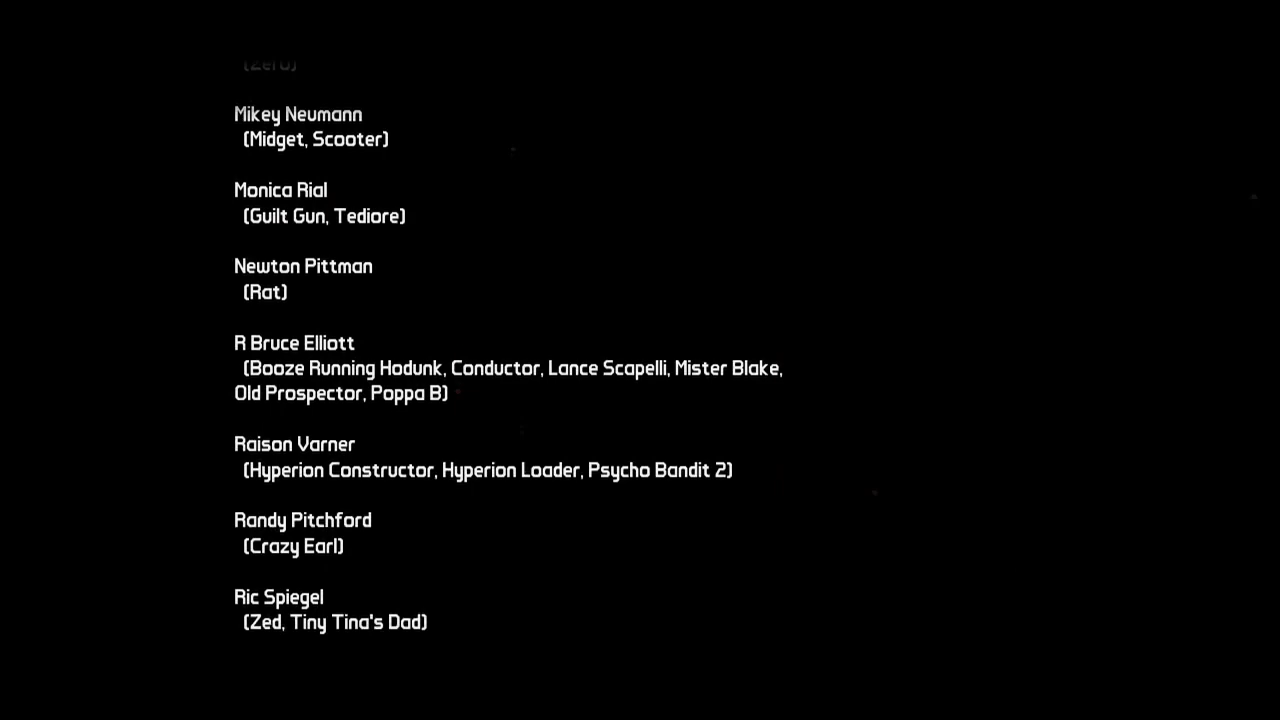 (Zero)
Mikey Neumann
(Midget, Scooter)
Monica Rial
(Guilt Gun, Tediore)
Newton Pittman
(Rat)
R Bruce Elliott
(Booze Running Hodunk, Conductor, Lance Scapelli, Mister Blake,
Old Prospector, Poppa B)
Raison Varner
(Hyperion Constructor, Hyperion Loader, Psycho Bandit 2)
Randy Pitchford
(Crazy Earl)
Ric Spiegel
(Zed, Tiny Tina's Dad)